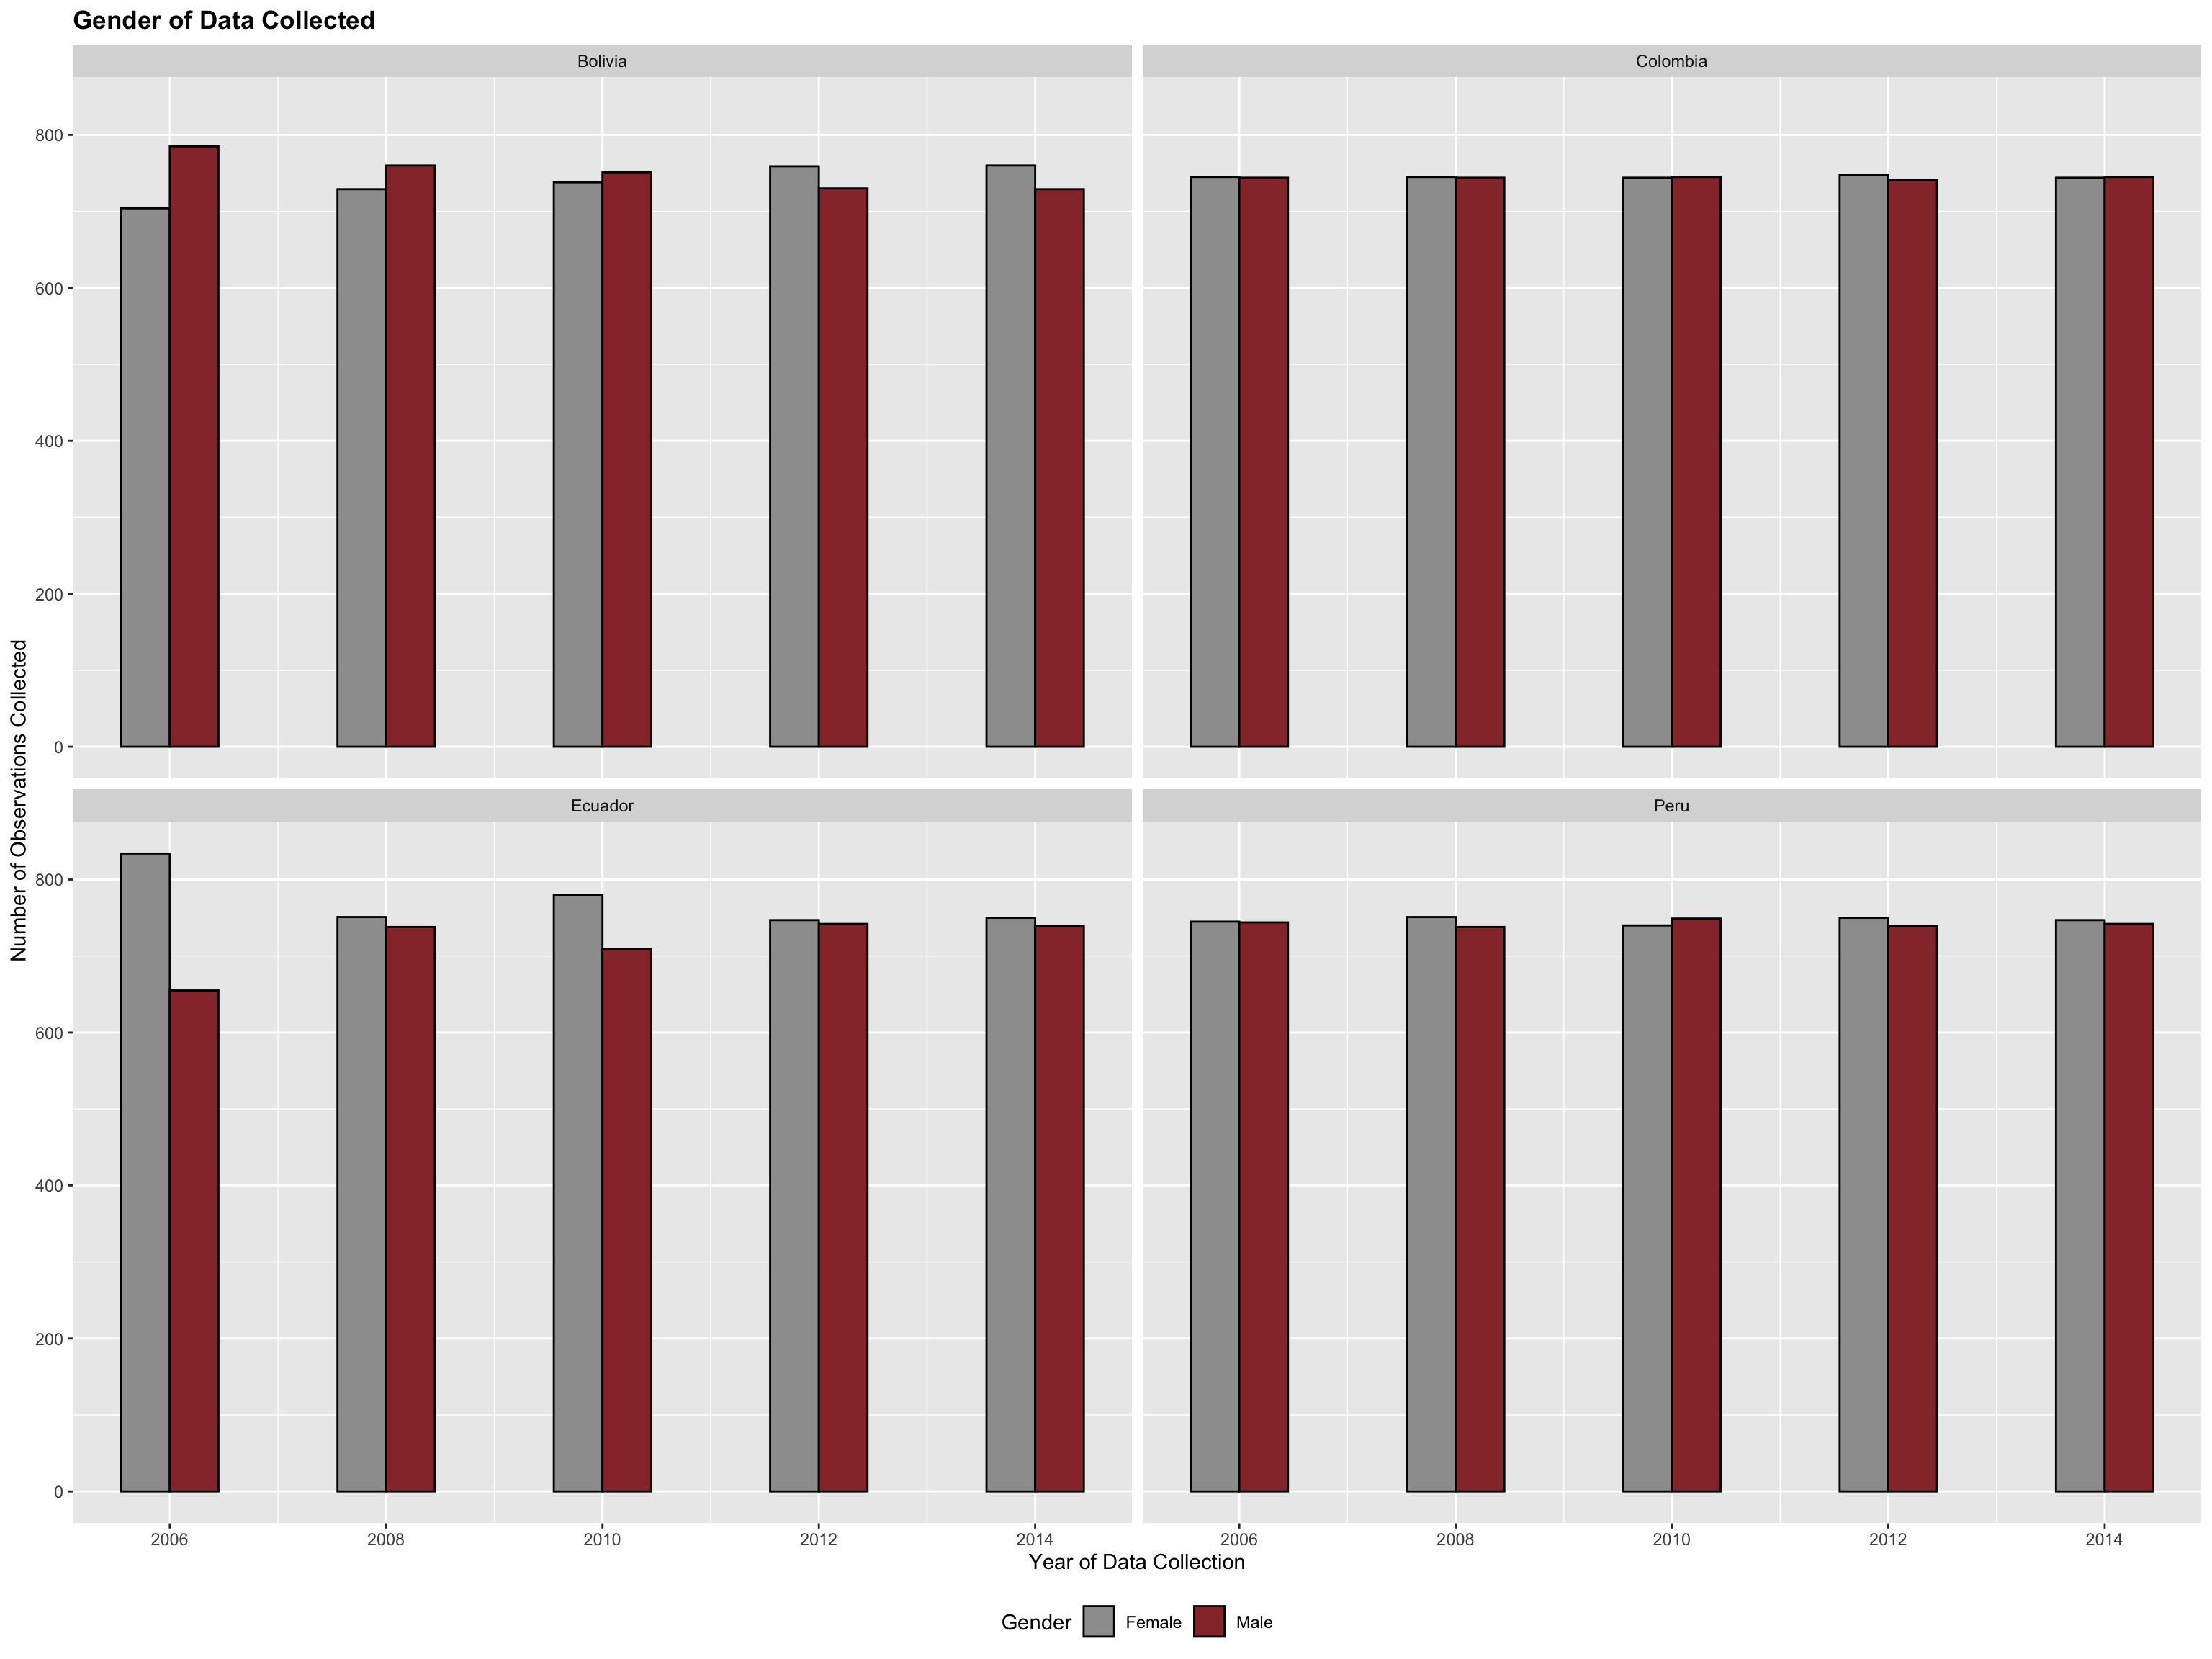 Gender of Data Collected
Bolivia
Colombia
800
600
400
200
0
Number of Observations Collected
Ecuador
Peru
800
600
400
200
0
2006 2008 2010 2012 2014 2006 2008 2010 2012 2014
Year of Data Collection
Gender Female Male